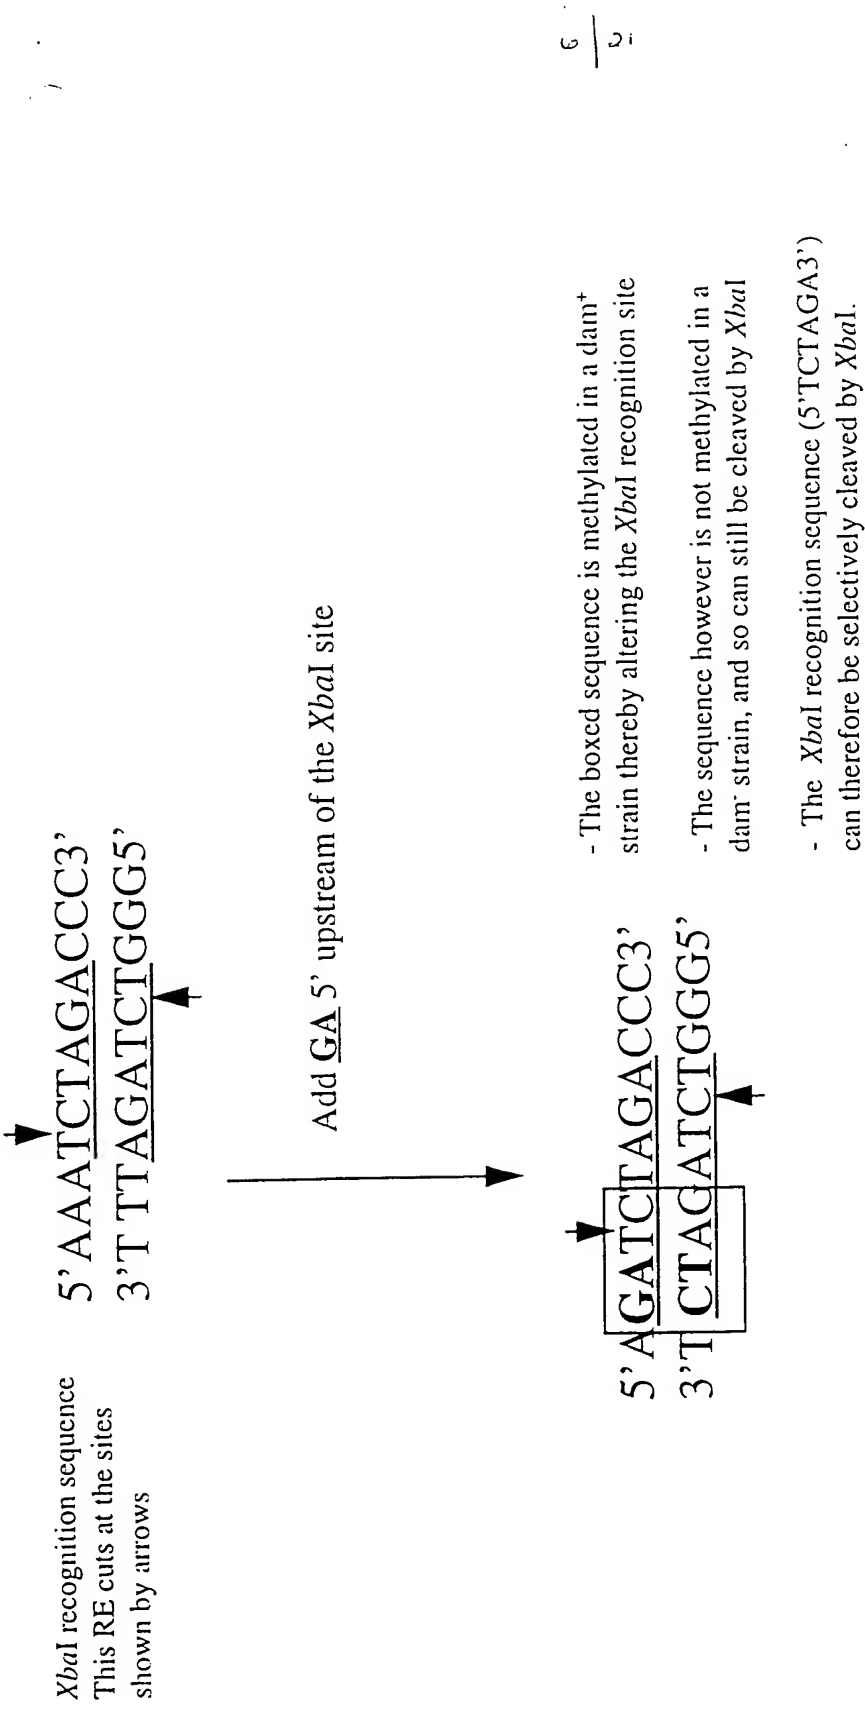 XbaI recognition sequence
This RE cuts at the sites
shown by arrows
5'AAATCTAGACCC3'
3'T TTAGATCTGGG5'
Add GA 5' upstream of the XbaI site
5' AGATCTAGACCC3'
3'T CTAGATCTGGG5'
- The boxed sequence is methylated in a dam⁺
strain thereby altering the XbaI recognition site
- The sequence however is not methylated in a
dam⁻ strain, and so can still be cleaved by XbaI
- The XbaI recognition sequence (5'TCTAGA3')
can therefore be selectively cleaved by XbaI.